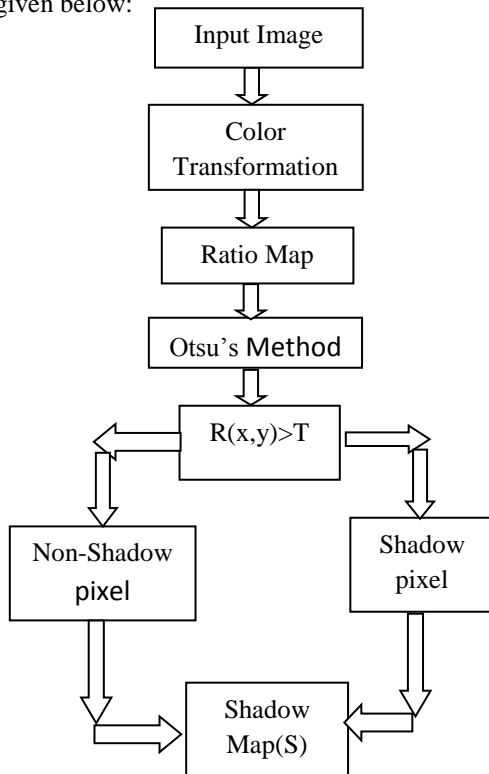 given below:
Input Image
Color
Transformation
Ratio Map
Otsu’s Method
R(x,y)>T
Non-Shadow
pixel
Shadow
pixel
Shadow
Map(S)